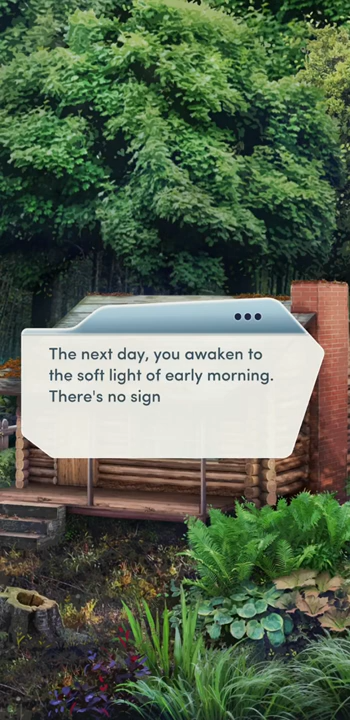 The next day, you awaken to
the soft light of early morning.
There's no sign